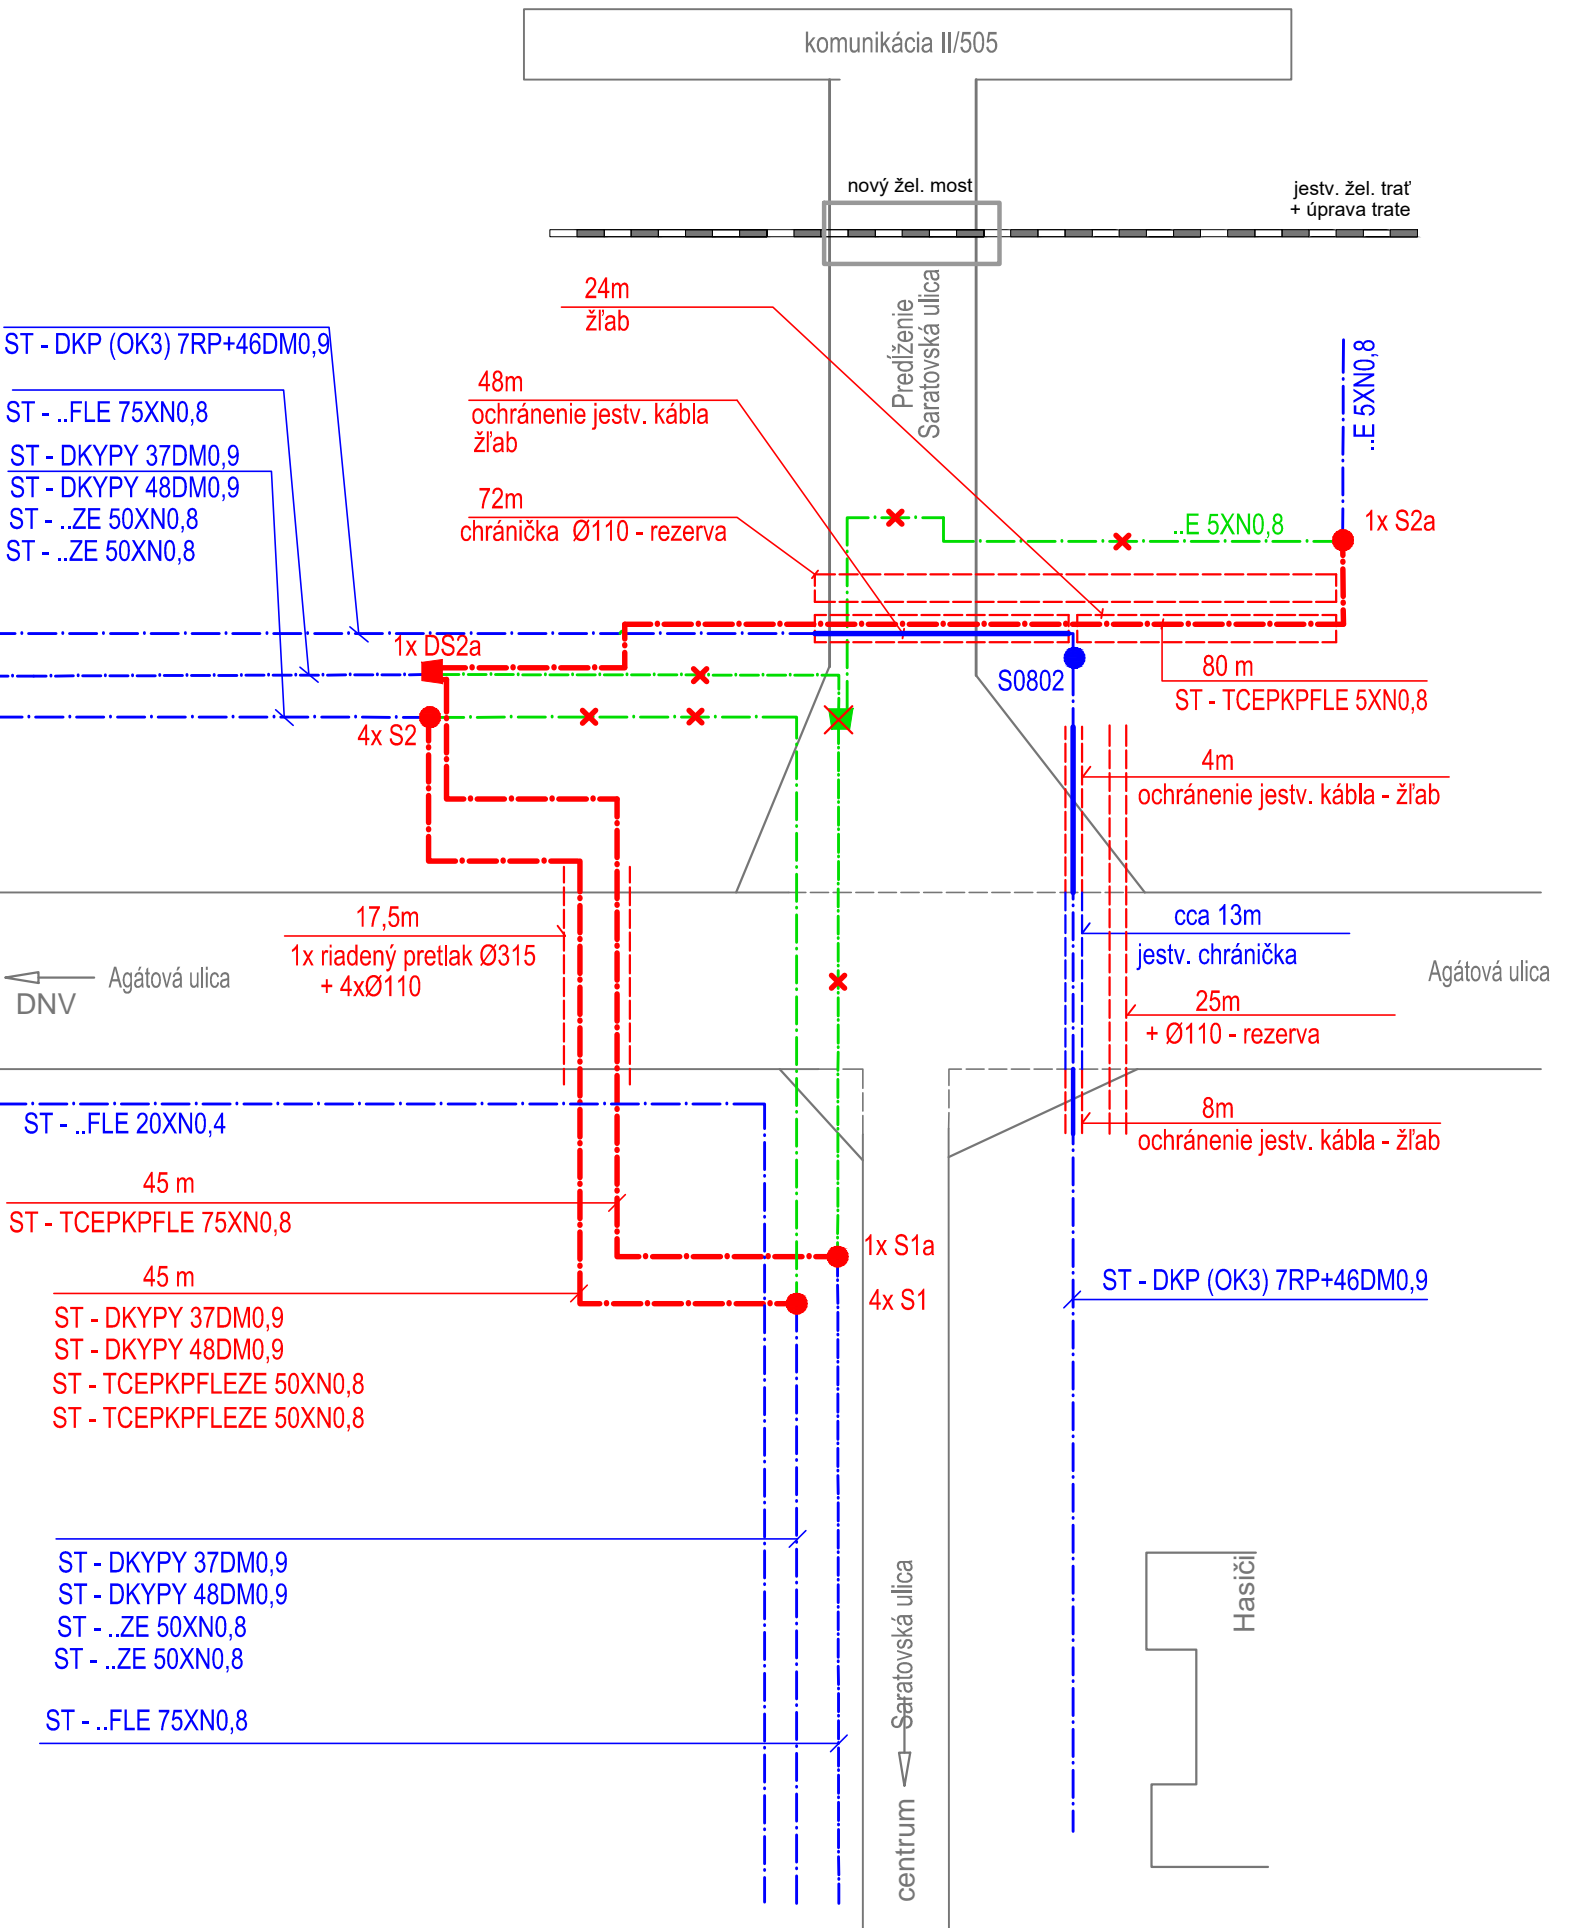 komunikácia II/505
nový žel. most
jestv. žel. trať
+ úprava trate
24m
žľab
Predĺženie
Saratovská ulica
ST - DKP (OK3) 7RP+46DM0,9
48m
ochránenie jestv. kábla
žľab
ST - ..FLE 75XN0,8
..E 5XN0,8
ST - DKYPY 37DM0,9
ST - DKYPY 48DM0,9
ST - ..ZE 50XN0,8
ST - ..ZE 50XN0,8
72m
chránička Ø110 - rezerva
..E 5XN0,8
1x S2a
1x DS2a
S0802
80 m
ST - TCEPKPFLE 5XN0,8
4x S2
4m
ochránenie jestv. kábla - žľab
17,5m
1x riadený pretlak Ø315
+ 4xØ110
cca 13m
jestv. chránička
Agátová ulica
DNV
Agátová ulica
25m
+ Ø110 - rezerva
ST - ..FLE 20XN0,4
8m
ochránenie jestv. kábla - žľab
45 m
ST - TCEPKPFLE 75XN0,8
1x S1a
45 m
4x S1
ST - DKP (OK3) 7RP+46DM0,9
ST - DKYPY 37DM0,9
ST - DKYPY 48DM0,9
ST - TCEPKPFLEZE 50XN0,8
ST - TCEPKPFLEZE 50XN0,8
ST - DKYPY 37DM0,9
ST - DKYPY 48DM0,9
ST - ..ZE 50XN0,8
ST - ..ZE 50XN0,8
Saratovská ulica
Hasiči
ST - ..FLE 75XN0,8
centrum